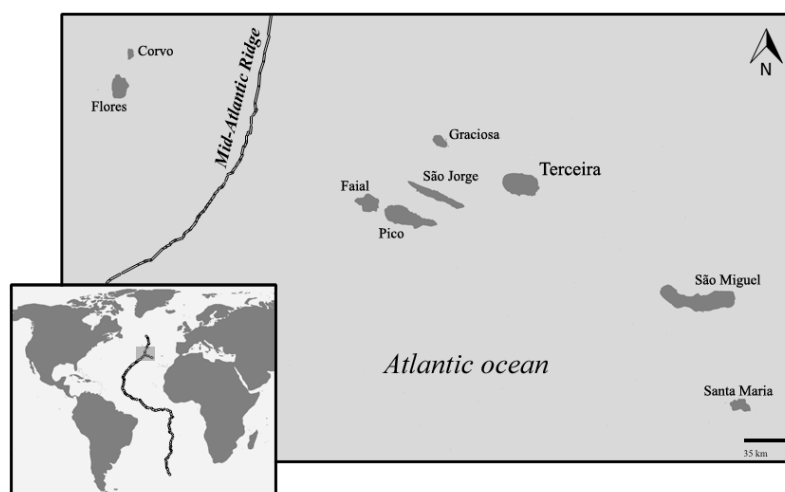 Corvo
Flores
Mid-Atlantic Ridge
N
Graciosa
São Jorge
Terceira
Faial
Pico
São Miguel
Atlantic ocean
Santa Maria
35 km